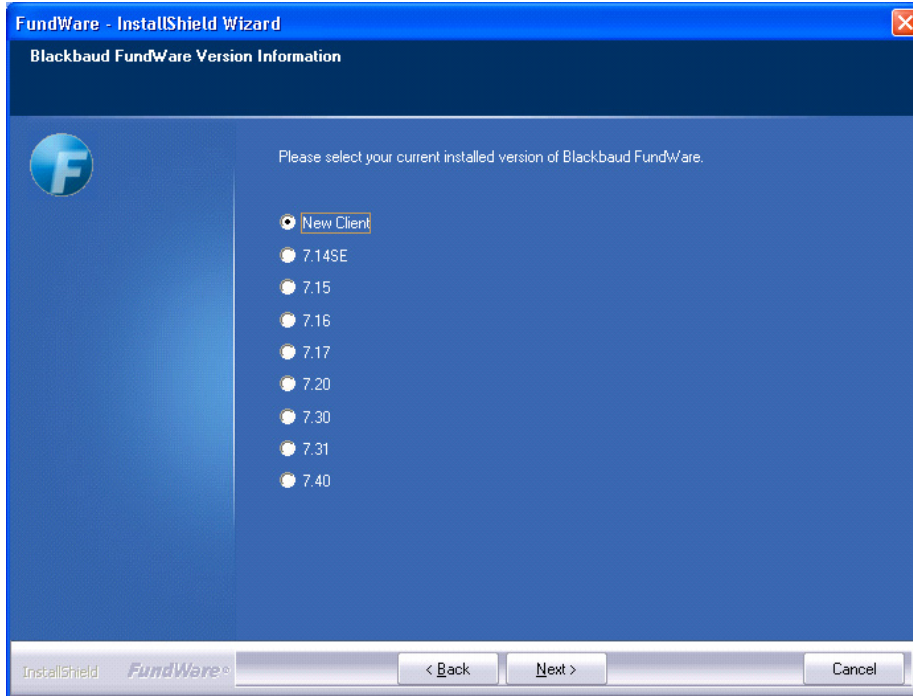 FundWare - InstallShield Wizard
Blackbaud FundWare Version Information
F
Please select your current installed version of Blackbaud FundWare.
New Client
7.14SE
7.15
7.16
7.17
7.20
7.30
7.31
7.40
InstallShield FundWare®
< Back Next > Cancel